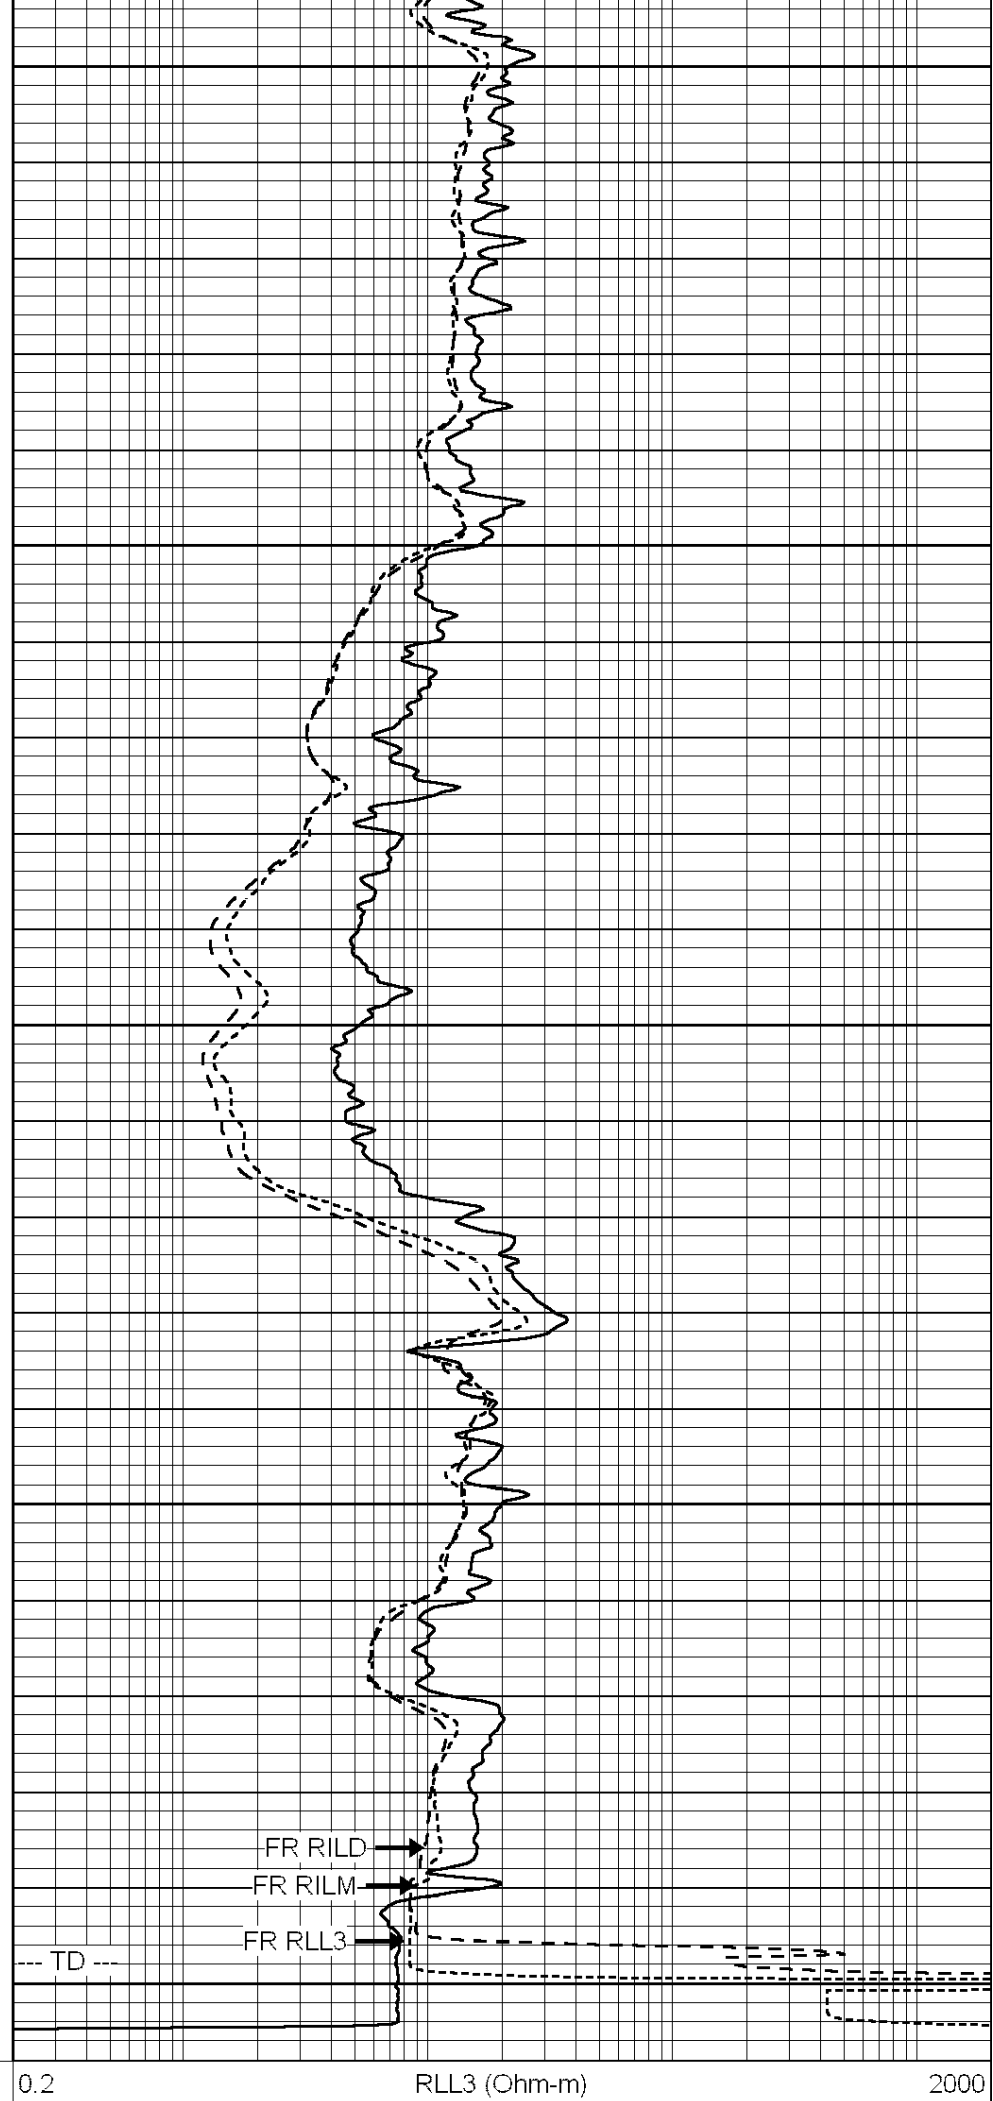 FR RILD
FR RILM
FR RLL3
--- TD ---
0.2 RLL3 (Ohm-m) 2000